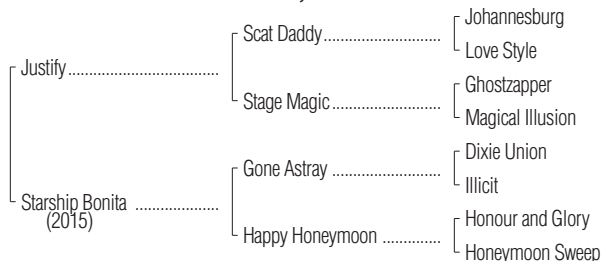 Johannesburg
Scat Daddy
Love Style
Justify
Ghostzapper
Stage Magic
Magical Illusion
Dixie Union
Gone Astray
Illicit
Starship Bonita
(2015)
Honour and Glory
Happy Honeymoon
Honeymoon Sweep